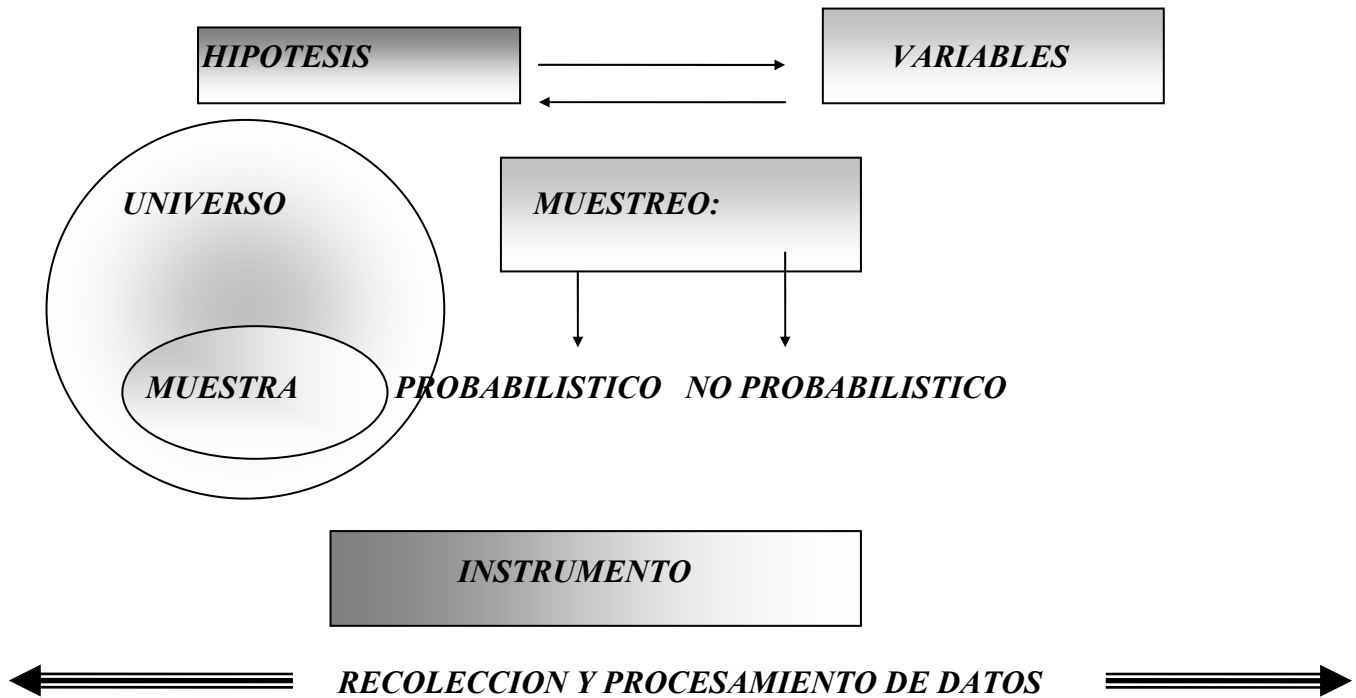 HIPOTESIS
VARIABLES
UNIVERSO
MUESTREO:
MUESTRA
PROBABILISTICO
NO PROBABILISTICO
INSTRUMENTO
RECOLECCION Y PROCESAMIENTO DE DATOS